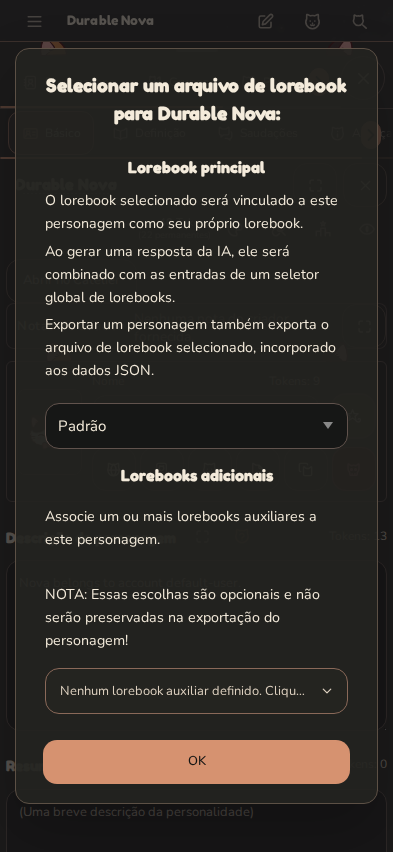 Durable Nova
Selecionar um arquivo de lorebook
para Durable Nova:
Lorebook principal
O lorebook selecionado será vinculado a este
personagem como seu próprio lorebook.
Ao gerar uma resposta da IA, ele será
combinado com as entradas de um seletor
global de lorebooks.
Exportar um personagem também exporta o
arquivo de lorebook selecionado, incorporado
aos dados JSON.
Padrão
Lorebooks adicionais
Associe um ou mais lorebooks auxiliares a
este personagem.
NOTA: Essas escolhas são opcionais e não
serão preservadas na exportação do
personagem!
Nenhum lorebook auxiliar definido. Cliqu...
OK
(Uma breve descrição da personalidade)